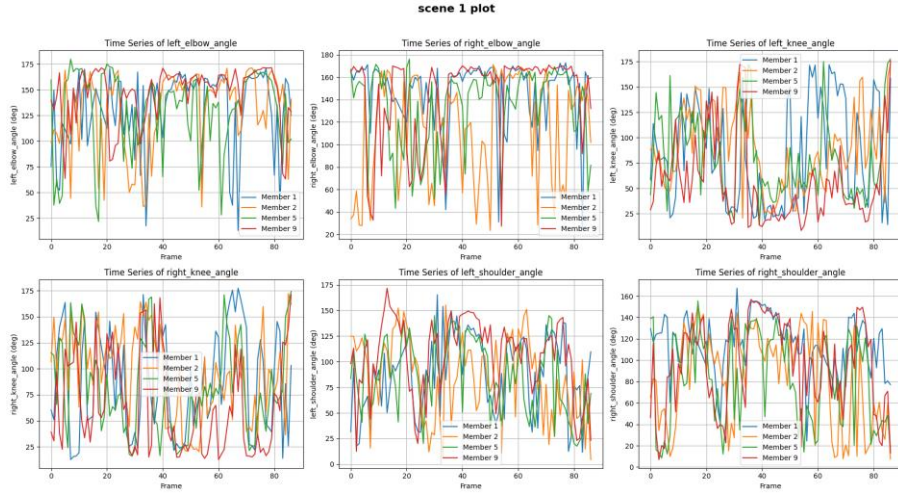 scene 1 plot
Time Series of left_elbow_angle
left_elbow_angle (deg)
175
150
125
100
75
50
25
0
20
40
60
80
Frame
Member 1
Member 2
Member 5
Member 9
Time Series of right_elbow_angle
right_elbow_angle (deg)
180
160
140
120
100
80
60
40
20
0
20
40
60
80
Frame
Member 1
Member 2
Member 5
Member 9
Time Series of left_knee_angle
left_knee_angle (deg)
175
150
125
100
75
50
25
0
20
40
60
80
Frame
Member 1
Member 2
Member 5
Member 9
Time Series of right_knee_angle
right_knee_angle (deg)
175
150
125
100
75
50
25
0
20
40
60
80
Frame
Member 1
Member 2
Member 5
Member 9
Time Series of left_shoulder_angle
left_shoulder_angle (deg)
175
150
125
100
75
50
25
0
0
20
40
60
80
Frame
Member 1
Member 2
Member 5
Member 9
Time Series of right_shoulder_angle
right_shoulder_angle (deg)
160
140
120
100
80
60
40
20
0
0
20
40
60
80
Frame
Member 1
Member 2
Member 5
Member 9